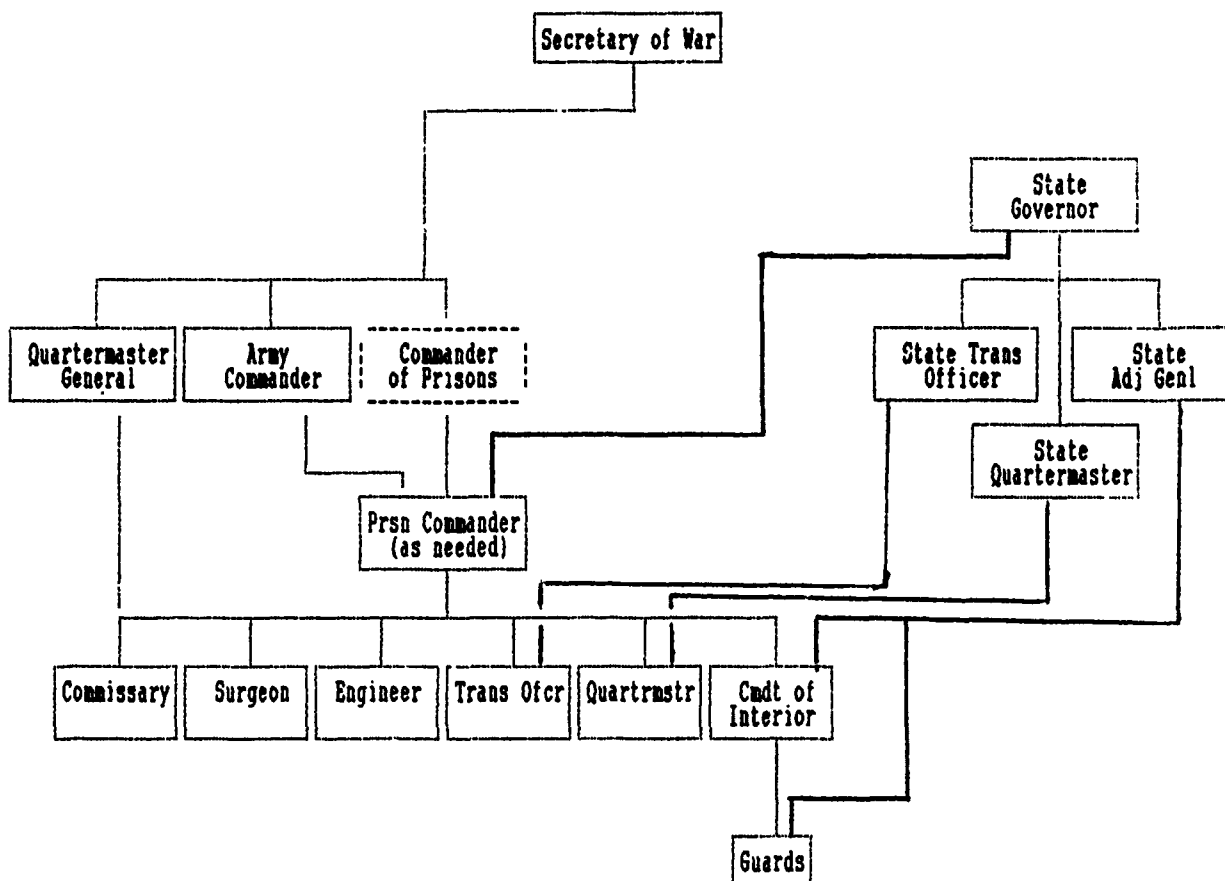 Secretary of War
State
Governor
Quartermaster
General
Army
Commander
Commander
of Prisons
State Trans
Officer
State
Adj Genl
State
Quartermaster
Prsn Commander
(as needed)
Commissary
Surgeon
Engineer
Trans Ofcr
Quartrmstr
Cmdt of
Interior
Guards